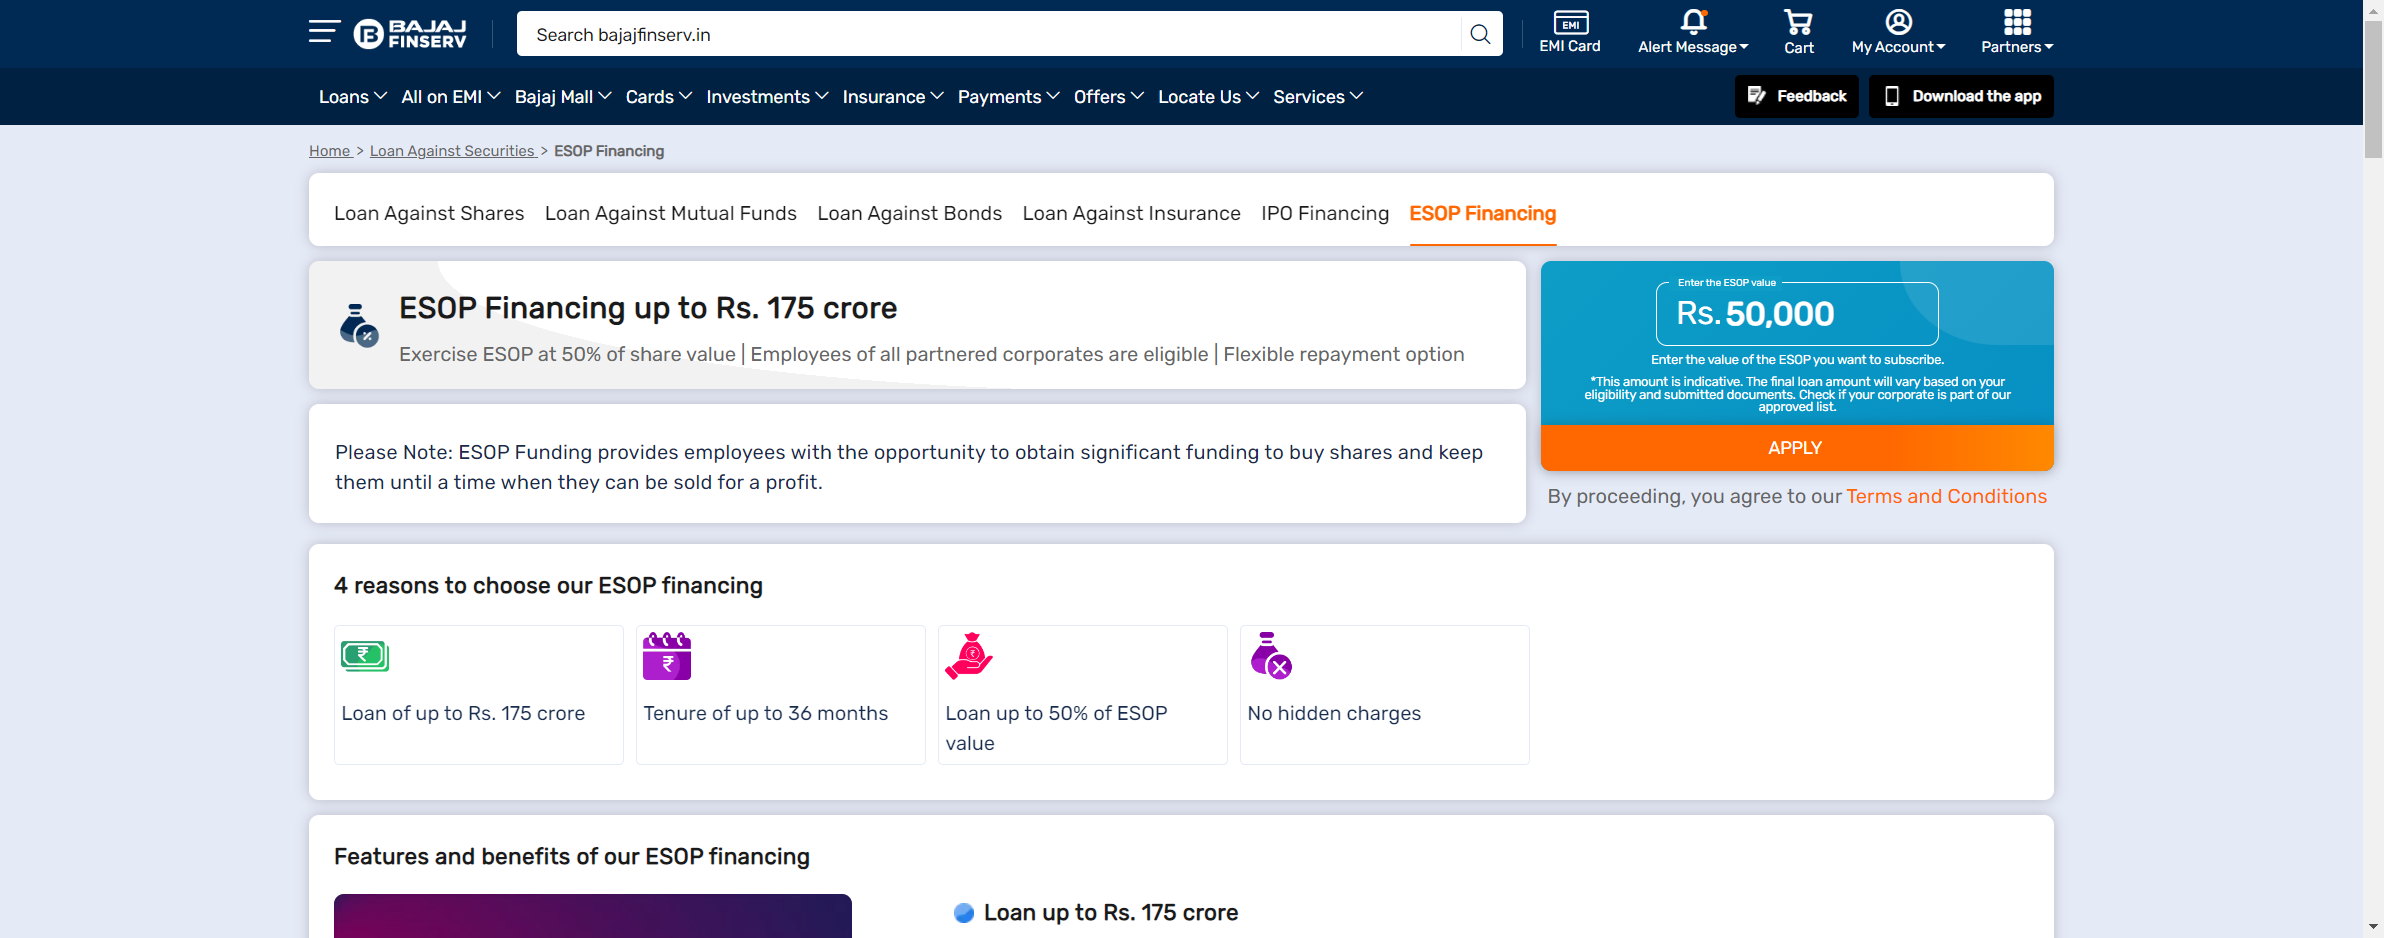 BAJAJ
FINSERV
Search bajajfinserv.in
EMI
EMI Card
Alert Message
Cart
My Account
Partners
Loans All on EMI Bajaj Mall Cards Investments Insurance Payments Offers Locate Us Services
Feedback
Download the app
Home > Loan Against Securities > ESOP Financing
Loan Against Shares Loan Against Mutual Funds Loan Against Bonds Loan Against Insurance IPO Financing ESOP Financing
ESOP Financing up to Rs. 175 crore
Exercise ESOP at 50% of share value | Employees of all partnered corporates are eligible | Flexible repayment option
Enter the ESOP value
Rs. 50,000
Enter the value of the ESOP you want to subscribe.
*This amount is indicative. The final loan amount will vary based on your
eligibility and submitted documents. Check if your corporate is part of our
approved list.
APPLY
By proceeding, you agree to our Terms and Conditions
Please Note: ESOP Funding provides employees with the opportunity to obtain significant funding to buy shares and keep
them until a time when they can be sold for a profit.
4 reasons to choose our ESOP financing
₹
Loan of up to Rs. 175 crore
₹
Tenure of up to 36 months
₹
Loan up to 50% of ESOP
value
No hidden charges
Features and benefits of our ESOP financing
Loan up to Rs. 175 crore